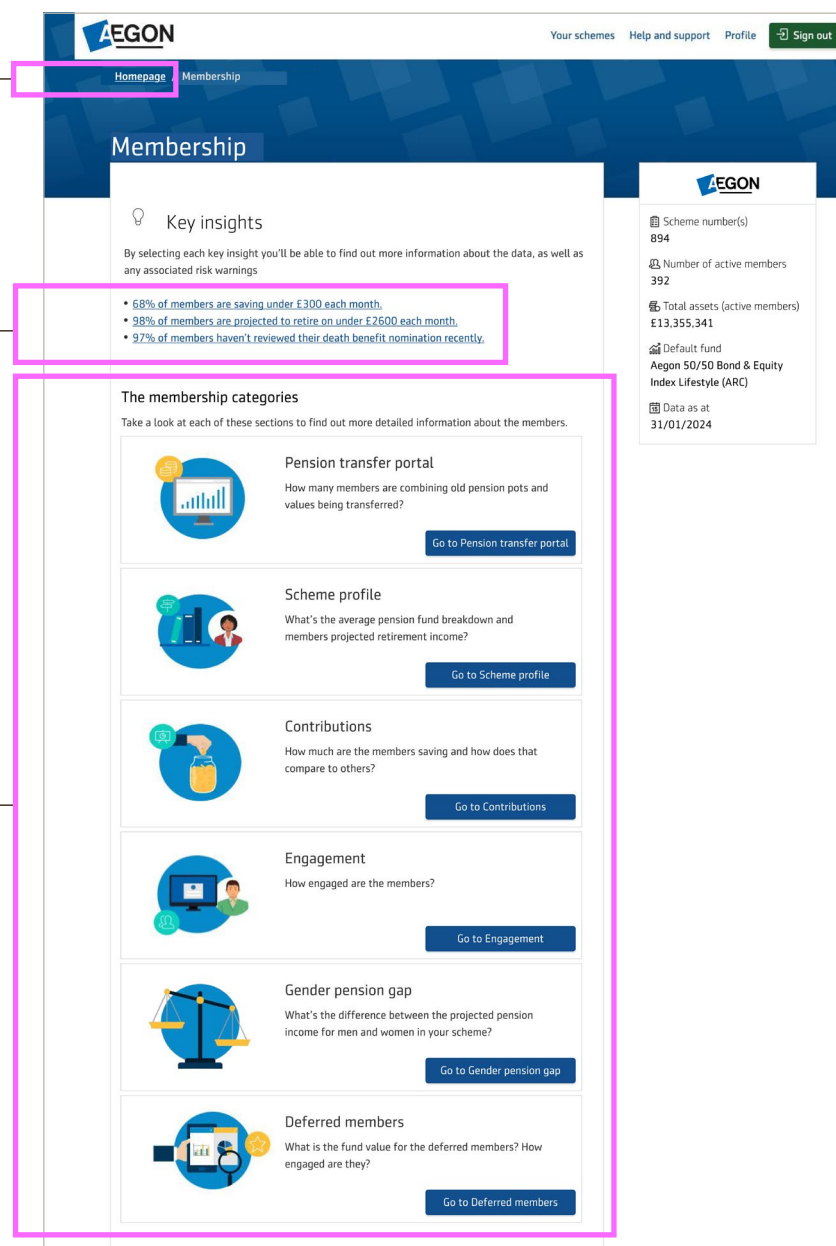 AEGON
Your schemes Help and support Profile Sign out
Homepage / Membership
Membership
Key insights
By selecting each key insight you'll be able to find out more information about the data, as well as
any associated risk warnings
• 68% of members are saving under £300 each month.
• 98% of members are projected to retire on under £2600 each month.
• 97% of members haven't reviewed their death benefit nomination recently.
The membership categories
Take a look at each of these sections to find out more detailed information about the members.
Pension transfer portal
How many members are combining old pension pots and
values being transferred?
Go to Pension transfer portal
Scheme profile
What's the average pension fund breakdown and
members projected retirement income?
Go to Scheme profile
Contributions
How much are the members saving and how does that
compare to others?
Go to Contributions
Engagement
How engaged are the members?
Go to Engagement
Gender pension gap
What's the difference between the projected pension
income for men and women in your scheme?
Go to Gender pension gap
Deferred members
What is the fund value for the deferred members? How
engaged are they?
Go to Deferred members
AEGON
Scheme number(s)
894
Number of active members
392
Total assets (active members)
£13,355,341
Default fund
Aegon 50/50 Bond & Equity
Index Lifestyle (ARC)
Data as at
31/01/2024